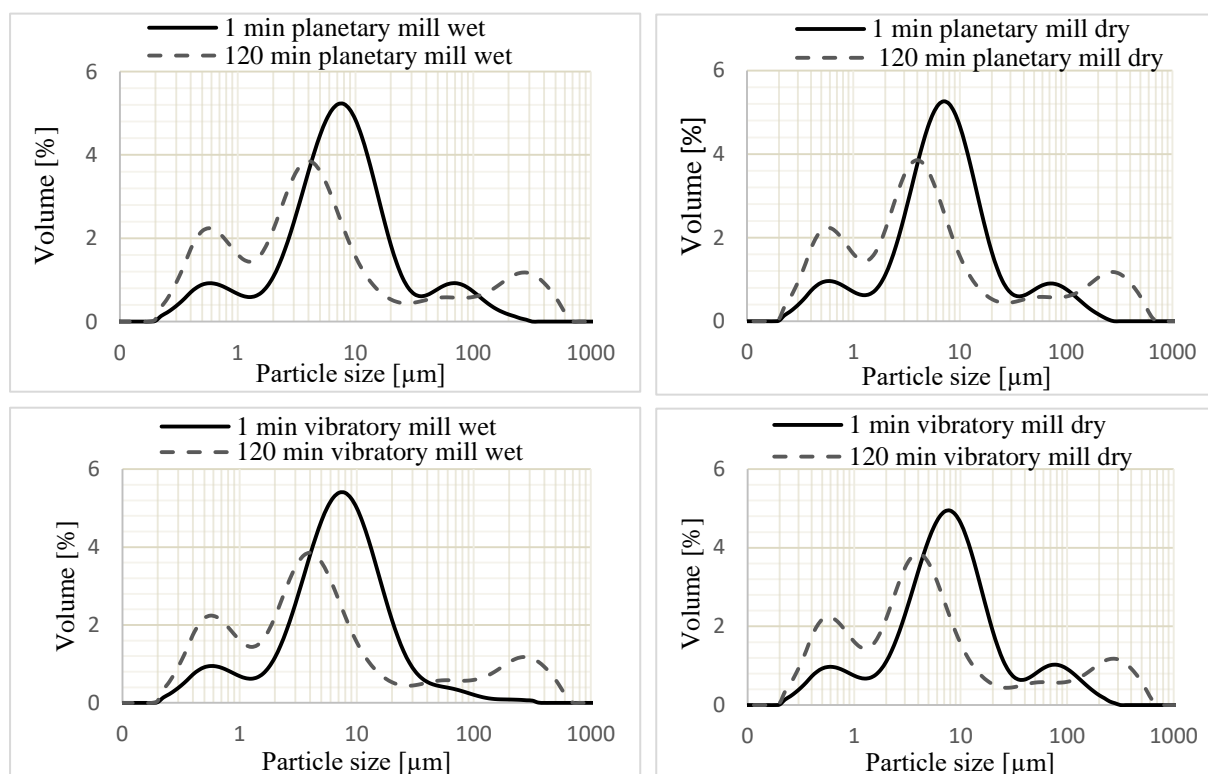 1 min planetary mill wet
120 min planetary mill wet
6
4
2
0
Volume [%]
0 1 10 100 1000
Particle size [µm]
1 min planetary mill dry
120 min planetary mill dry
6
4
2
0
Volume [%]
0 1 10 100 1000
Particle size [µm]
1 min vibratory mill wet
120 min vibratory mill wet
6
4
2
0
Volume [%]
0 1 10 100 1000
Particle size [µm]
1 min vibratory mill dry
120 min vibratory mill dry
6
4
2
0
Volume [%]
0 1 10 100 1000
Particle size [µm]